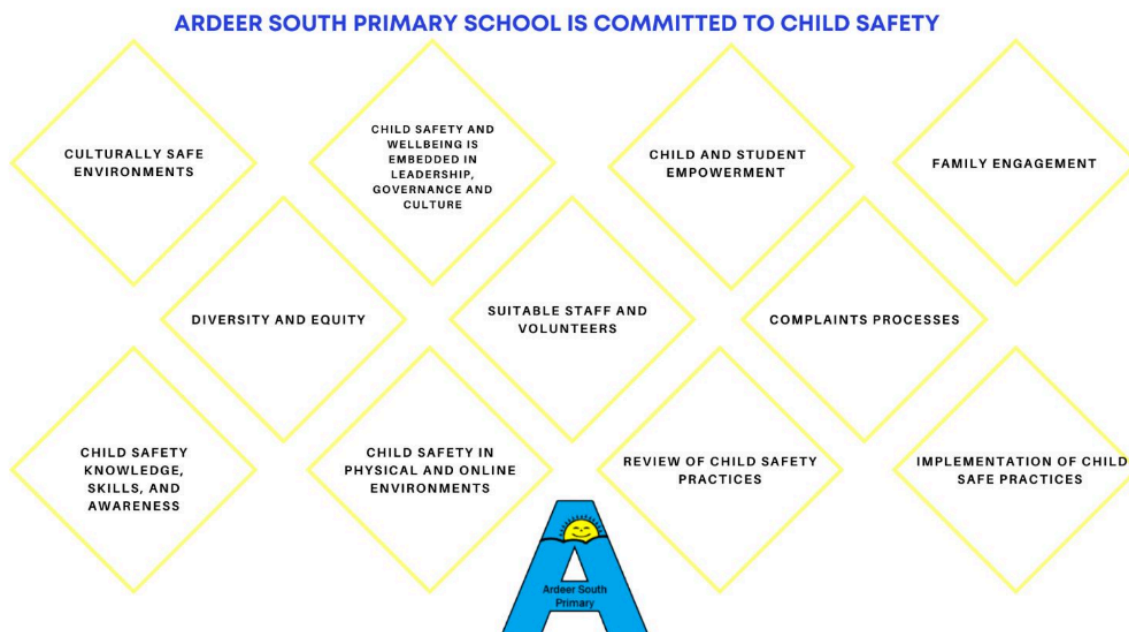 ARDEER SOUTH PRIMARY SCHOOL IS COMMITTED TO CHILD SAFETY
CULTURALLY SAFE
ENVIRONMENTS
CHILD SAFETY AND
WELLBEING IS
EMBEDDED IN
LEADERSHIP,
GOVERNANCE AND
CULTURE
CHILD AND STUDENT
EMPOWERMENT
FAMILY ENGAGEMENT
DIVERSITY AND EQUITY
SUITABLE STAFF AND
VOLUNTEERS
COMPLAINTS PROCESSES
CHILD SAFETY
KNOWLEDGE,
SKILLS, AND
AWARENESS
CHILD SAFETY IN
PHYSICAL AND ONLINE
ENVIRONMENTS
REVIEW OF CHILD SAFETY
PRACTICES
IMPLEMENTATION OF CHILD
SAFE PRACTICES
Ardeer South
Primary